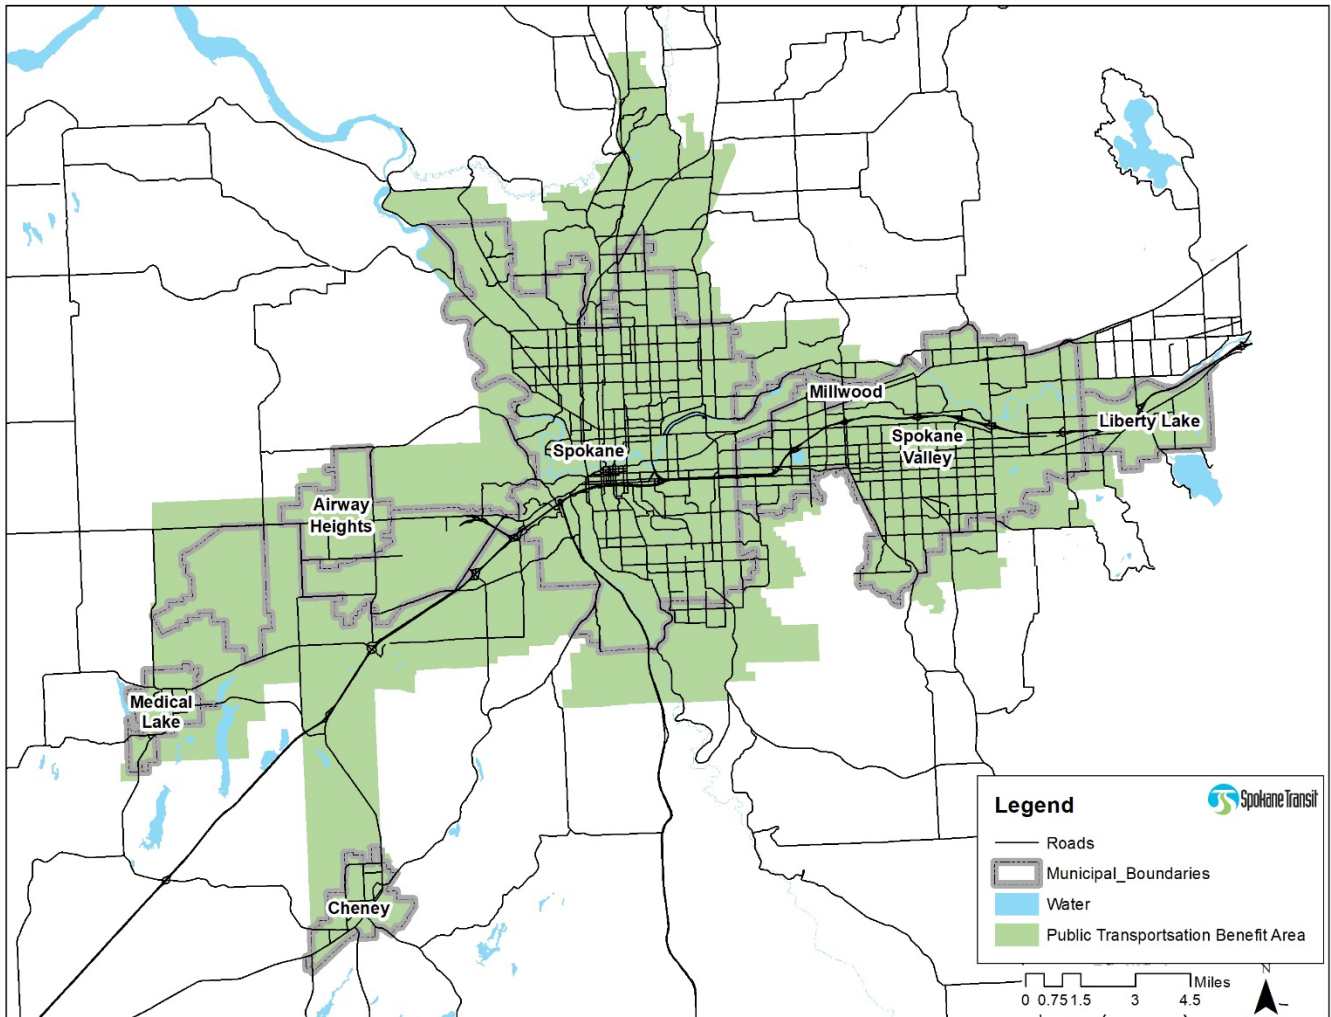 Millwood
Liberty Lake
Spokane
Spokane
Valley
Airway
Heights
Medical
Lake
Cheney
Legend
Spokane Transit
Roads
Municipal_Boundaries
Water
Public Transportsation Benefit Area
N
Miles
0 0.75 1.5 3 4.5